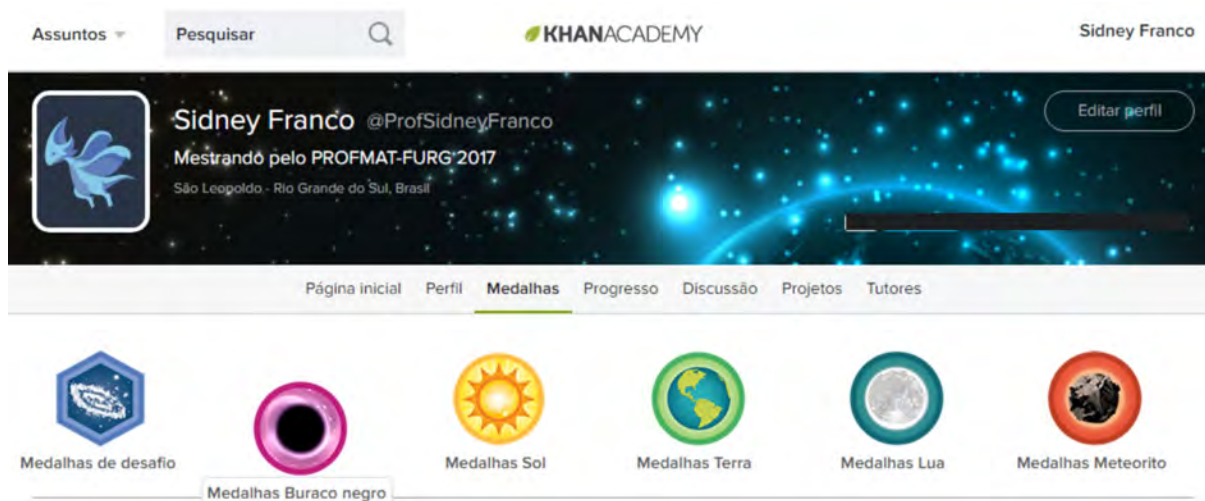 Assuntos Pesquisar KHANACADEMY Sidney Franco
Sidney Franco @ProfSidneyFranco Editar perfil
Mestrando pelo PROFMAT-FURG 2017
São Leopoldo - Rio Grande do Sul, Brasil
Página inicial Perfil Medalhas Progresso Discussão Projetos Tutores
Medalhas de desafio Medalhas Sol Medalhas Terra Medalhas Lua Medalhas Meteorito
Medalhas Buraco negro